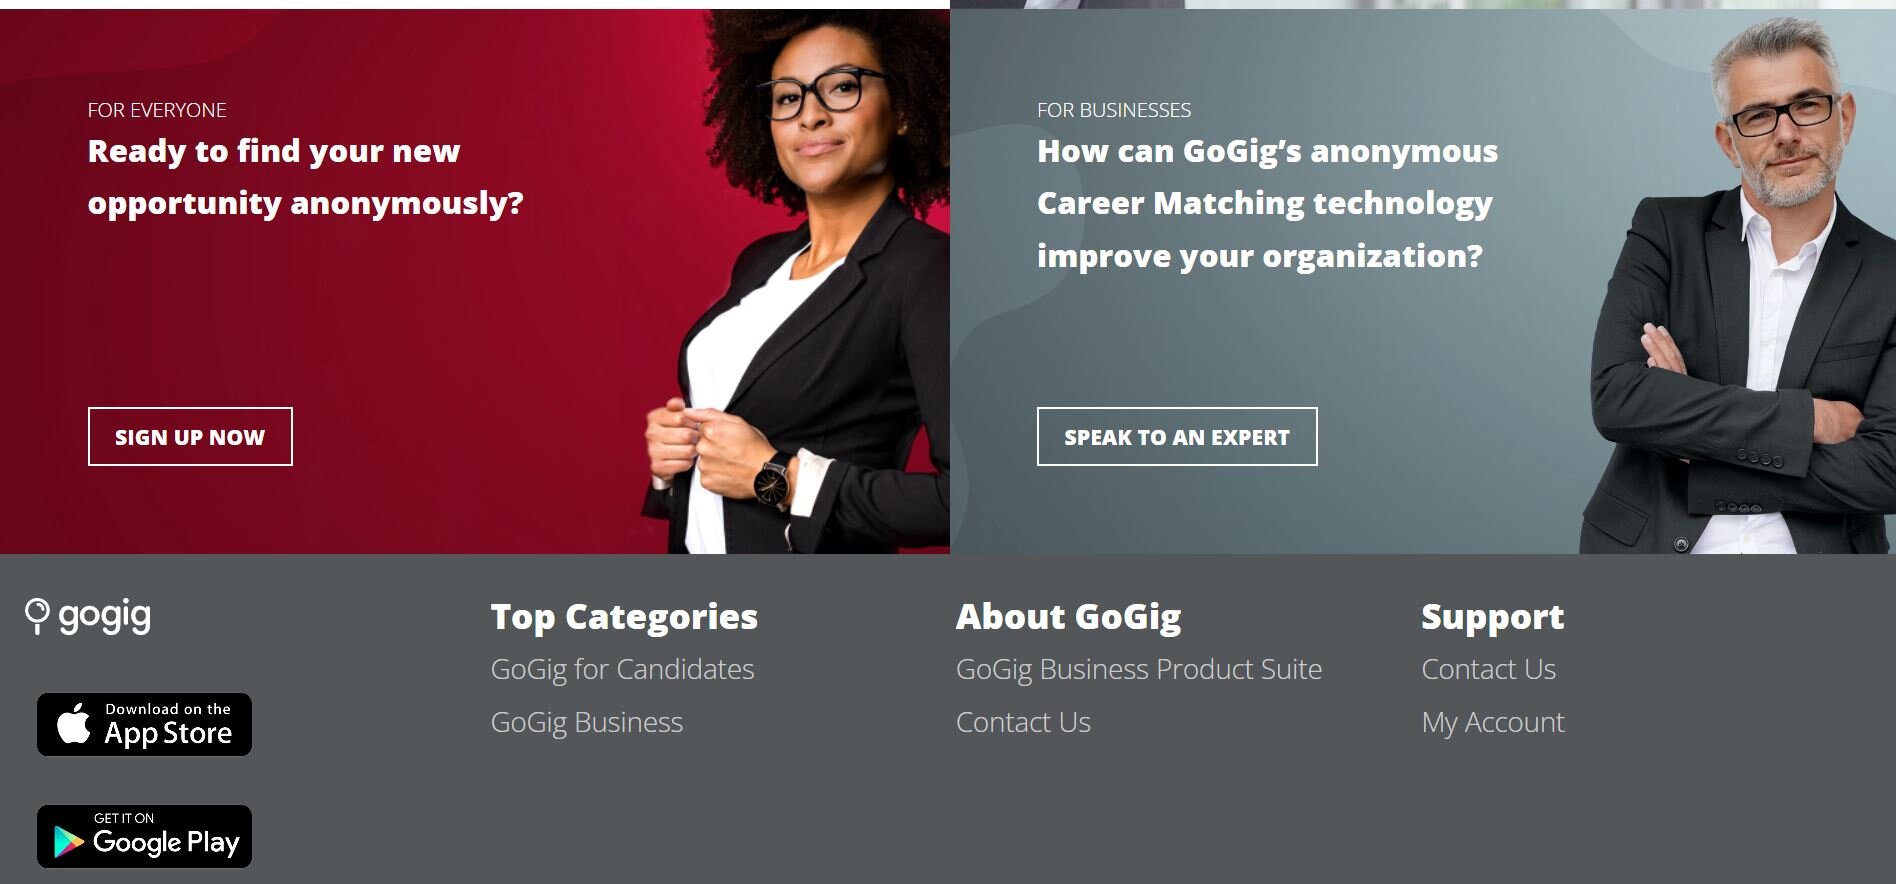 FOR EVERYONE
Ready to find your new
opportunity anonymously?
SIGN UP NOW
FOR BUSINESSES
How can GoGig’s anonymous
Career Matching technology
improve your organization?
SPEAK TO AN EXPERT
gogig
Download on the
App Store
GET IT ON
Google Play
Top Categories
GoGig for Candidates
GoGig Business
About GoGig
GoGig Business Product Suite
Contact Us
Support
Contact Us
My Account